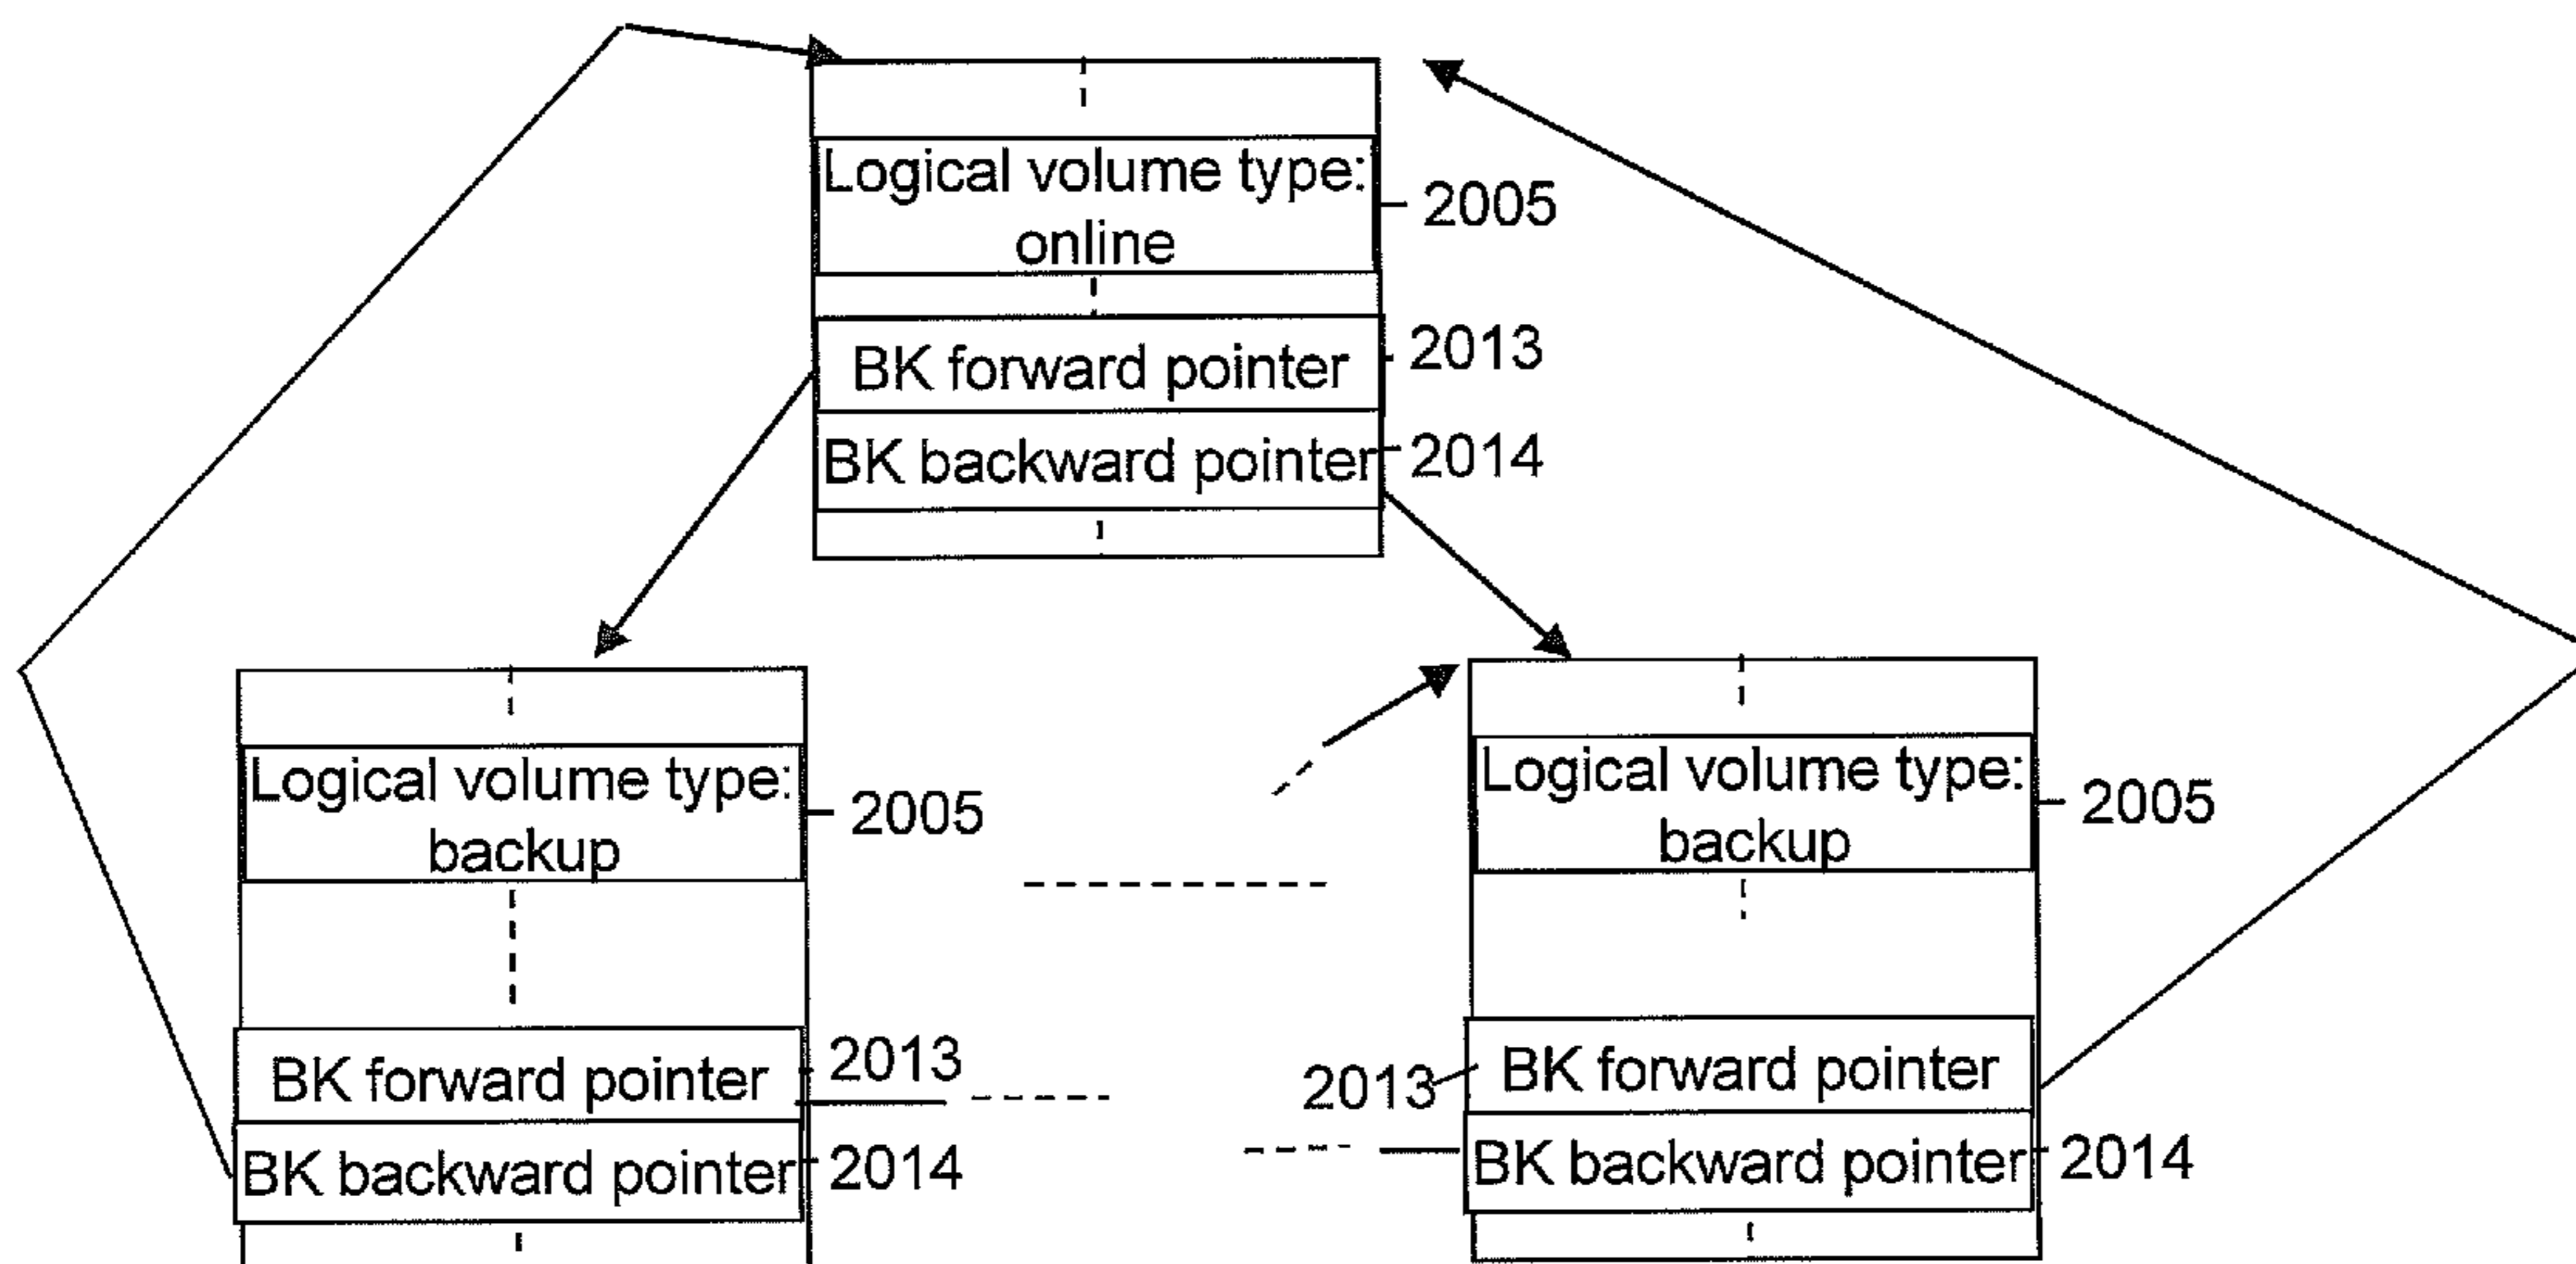 Logical volume type:
online
2005
BK forward pointer
2013
BK backward pointer
2014
Logical volume type:
backup
2005
BK forward pointer
2013
BK backward pointer
2014
Logical volume type:
backup
2005
2013
BK forward pointer
BK backward pointer
2014